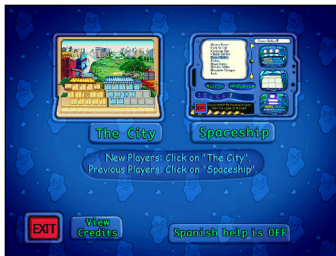 The City
Spaceship
New Players: Click on "The City".
Previous Players: Click on "Spaceship".
EXIT
View
Credits
Spanish help is OFF